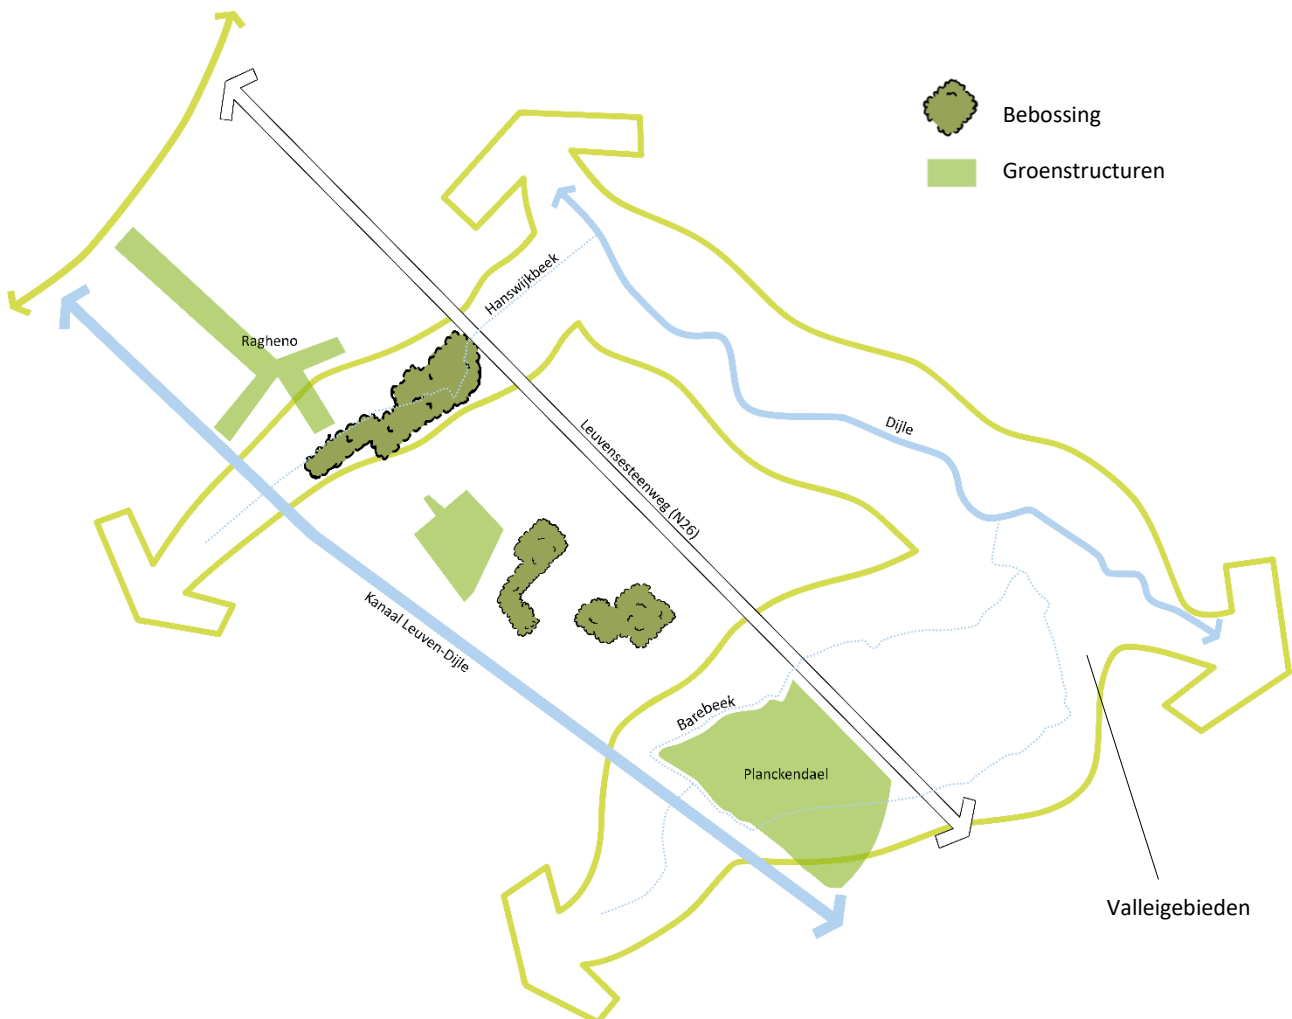 Bebossing
Groenstructuren
Hanswijkbeek
Ragheno
Dijle
Leuvensesteenweg (N26)
Kanaal Leuven-Dijle
Barebeek
Planckendael
Valleigebieden